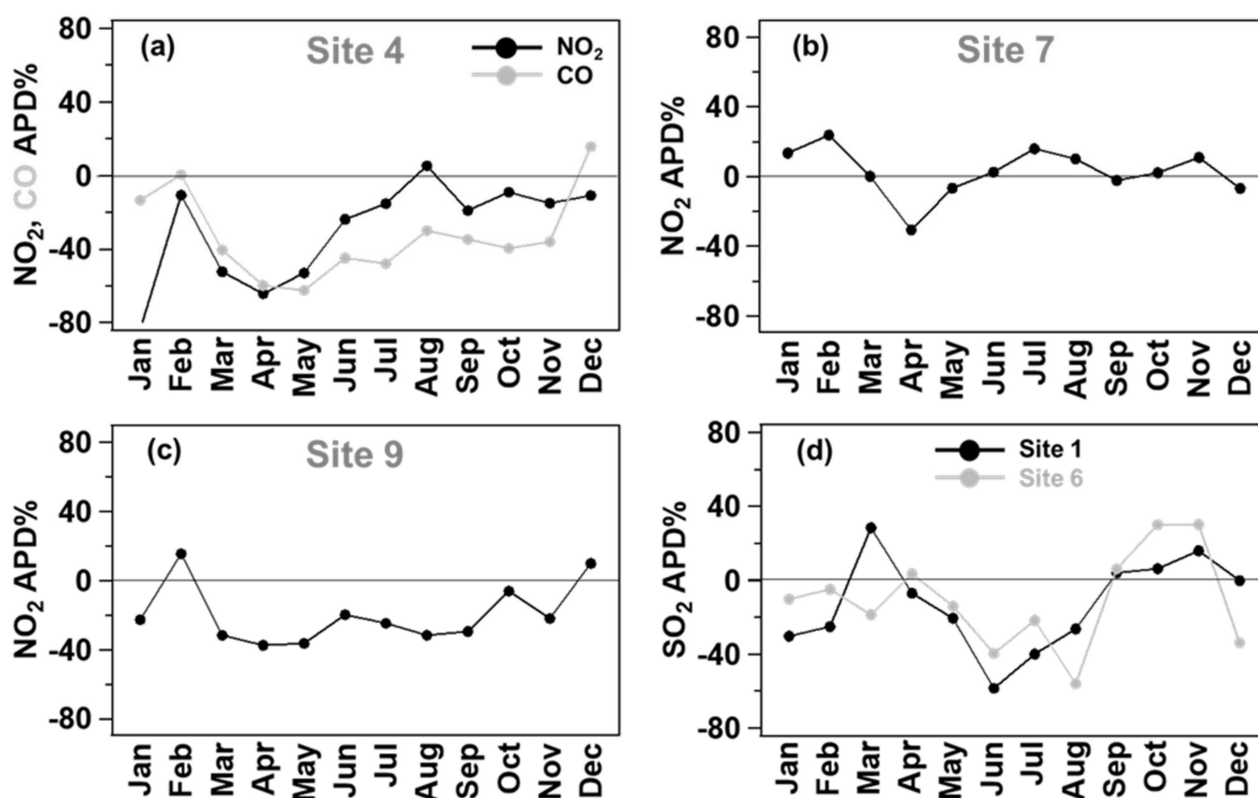 (a)
Site 4
NO₂
CO
NO₂, CO APD%
80
40
0
-40
-80
Jan
Feb
Mar
Apr
May
Jun
Jul
Aug
Sep
Oct
Nov
Dec
(b)
Site 7
NO₂ APD%
80
40
0
-40
-80
Jan
Feb
Mar
Apr
May
Jun
Jul
Aug
Sep
Oct
Nov
Dec
(c)
Site 9
NO₂ APD%
80
40
0
-40
-80
Jan
Feb
Mar
Apr
May
Jun
Jul
Aug
Sep
Oct
Nov
Dec
(d)
Site 1
Site 6
SO₂ APD%
80
40
0
-40
-80
Jan
Feb
Mar
Apr
May
Jun
Jul
Aug
Sep
Oct
Nov
Dec